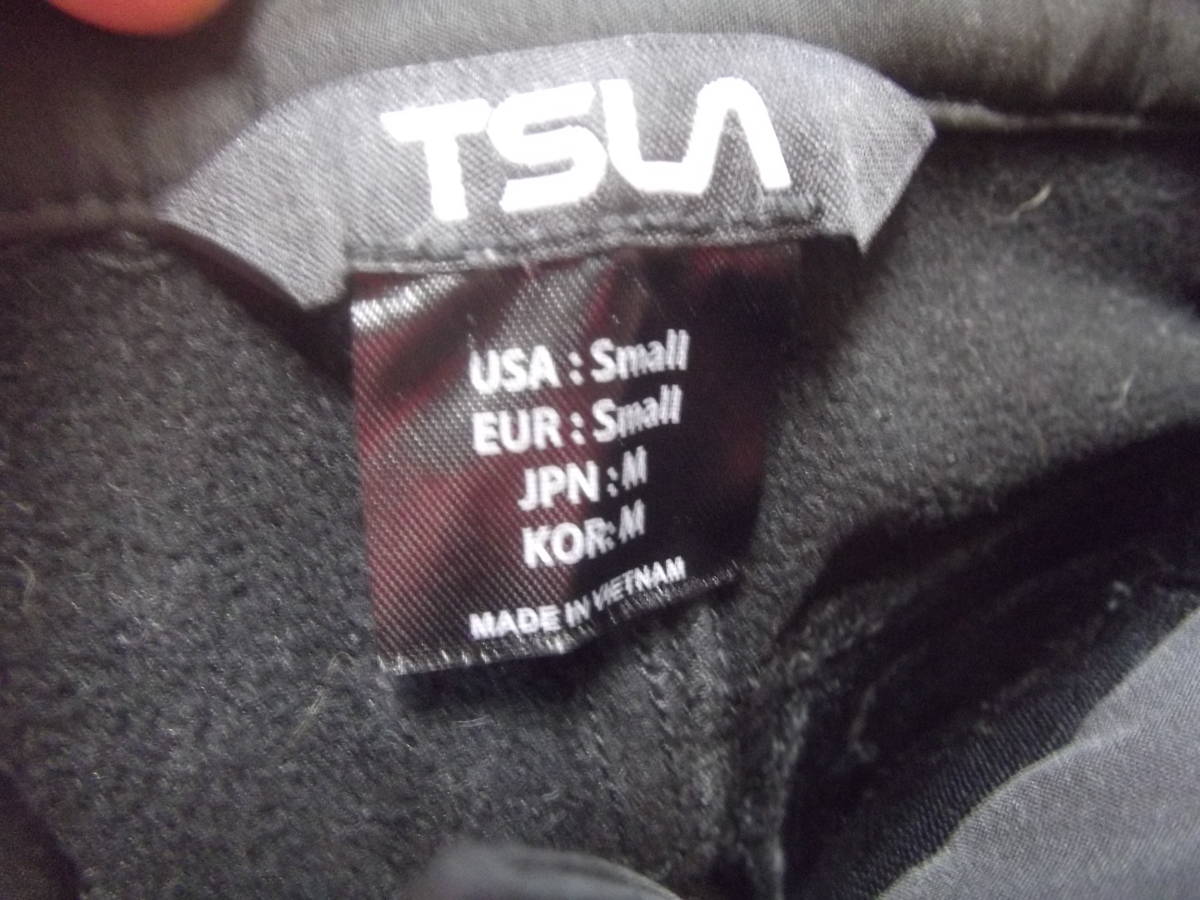 TSLA
USA : Small
EUR : Small
JPN : M
KOR: M
MADE IN VIETNAM